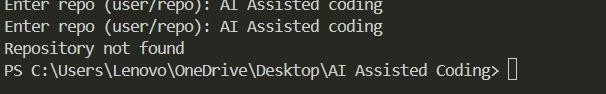 Enter repo (user/repo): AI Assisted coding
Enter repo (user/repo): AI Assisted coding
Repository not found
PS C:\Users\Lenovo\OneDrive\Desktop\AI Assisted Coding>